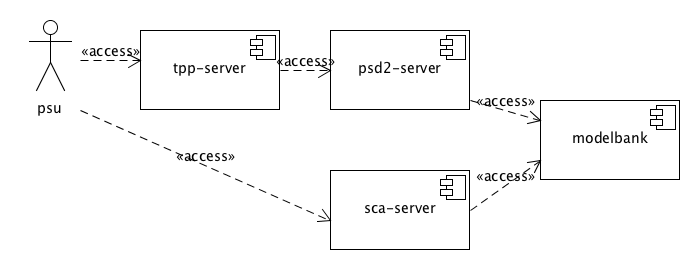 «access»
tpp-server
«access»
psd2-server
psu
«access»
modelbank
«access»
«access»
sca-server